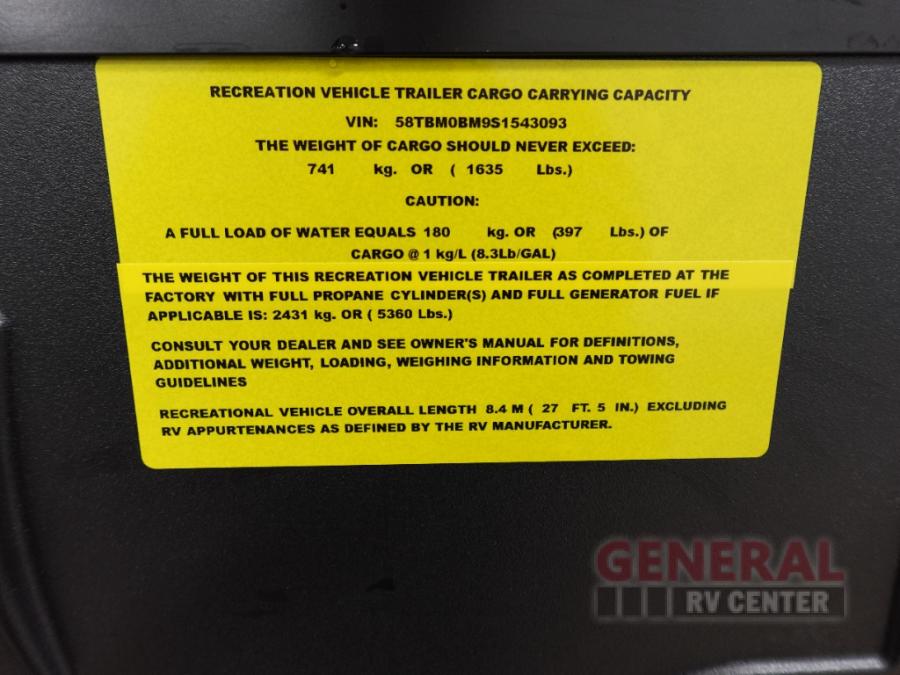 RECREATION VEHICLE TRAILER CARGO CARRYING CAPACITY
VIN: 58TBM0BM9S1543093
THE WEIGHT OF CARGO SHOULD NEVER EXCEED:
741 kg. OR ( 1635 Lbs.)
CAUTION:
A FULL LOAD OF WATER EQUALS 180 kg. OR (397 Lbs.) OF
CARGO @ 1 kg/L (8.3Lb/GAL)
THE WEIGHT OF THIS RECREATION VEHICLE TRAILER AS COMPLETED AT THE
FACTORY WITH FULL PROPANE CYLINDER(S) AND FULL GENERATOR FUEL IF
APPLICABLE IS: 2431 kg. OR ( 5360 Lbs.)
CONSULT YOUR DEALER AND SEE OWNER'S MANUAL FOR DEFINITIONS,
ADDITIONAL WEIGHT, LOADING, WEIGHING INFORMATION AND TOWING
GUIDELINES
RECREATIONAL VEHICLE OVERALL LENGTH 8.4 M ( 27 FT. 5 IN.) EXCLUDING
RV APPURTENANCES AS DEFINED BY THE RV MANUFACTURER.
GENERAL
RV CENTER